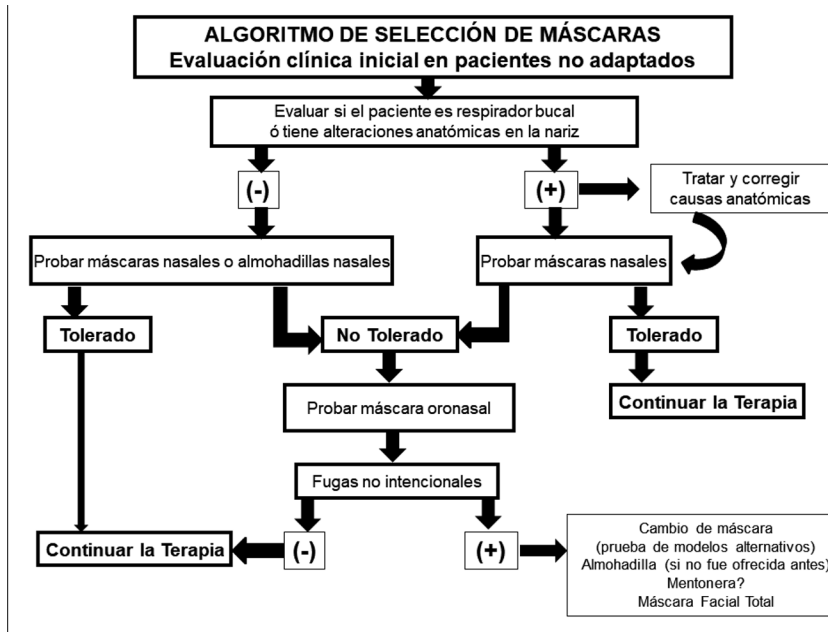 ALGORITMO DE SELECCIÓN DE MÁSCARAS
Evaluación clínica inicial en pacientes no adaptados
Evaluar si el paciente es respirador bucal
ó tiene alteraciones anatómicas en la nariz
(-)
(+)
Tratar y corregir
causas anatómicas
Probar máscaras nasales o almohadillas nasales
Probar máscaras nasales
Tolerado
No Tolerado
Tolerado
Probar máscara oronasal
Continuar la Terapia
Fugas no intencionales
Continuar la Terapia
(-)
(+)
Cambio de máscara
(prueba de modelos alternativos)
Almohadilla (si no fue ofrecida antes)
Mentonera?
Máscara Facial Total